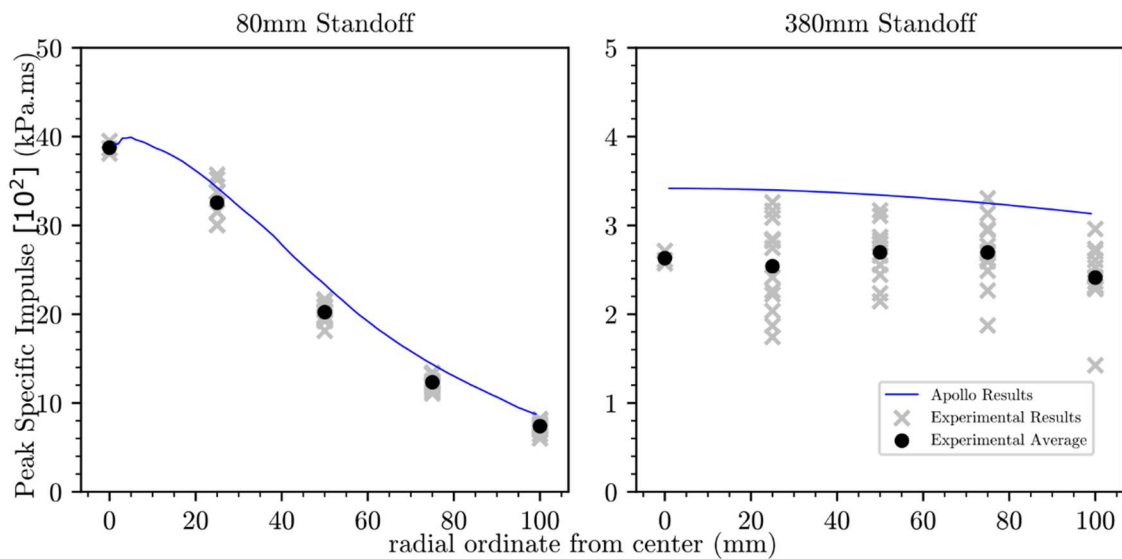 80mm Standoff
380mm Standoff
Peak Specific Impulse [10²] (kPa.ms)
50
40
30
20
10
0
0 20 40 60 80 100
5
4
3
2
1
0
0 20 40 60 80 100
Apollo Results
Experimental Results
Experimental Average
radial ordinate from center (mm)